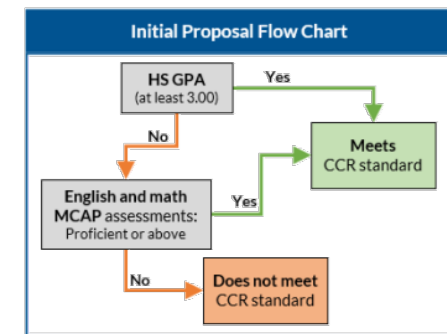 Initial Proposal Flow Chart
HS GPA
(at least 3.00)
Yes
No
Meets
CCR standard
English and math
MCAP assessments:
Proficient or above
Yes
No
Does not meet
CCR standard